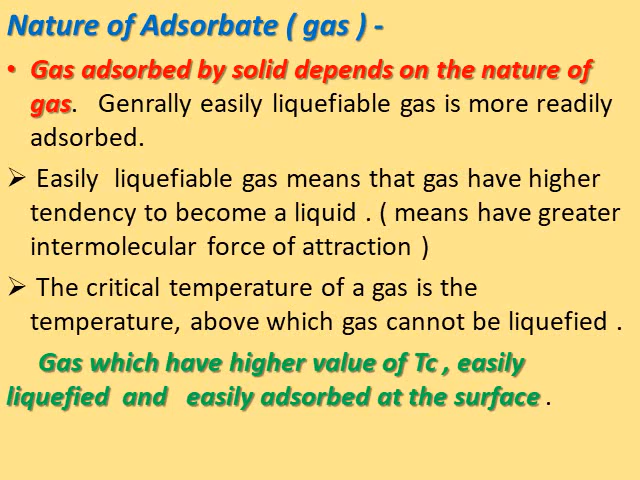 Nature of Adsorbate ( gas ) -
• Gas adsorbed by solid depends on the nature of
gas. Genrally easily liquefiable gas is more readily
adsorbed.
➢ Easily liquefiable gas means that gas have higher
tendency to become a liquid . ( means have greater
intermolecular force of attraction )
➢ The critical temperature of a gas is the
temperature, above which gas cannot be liquefied .
Gas which have higher value of Tc , easily
liquefied and easily adsorbed at the surface .